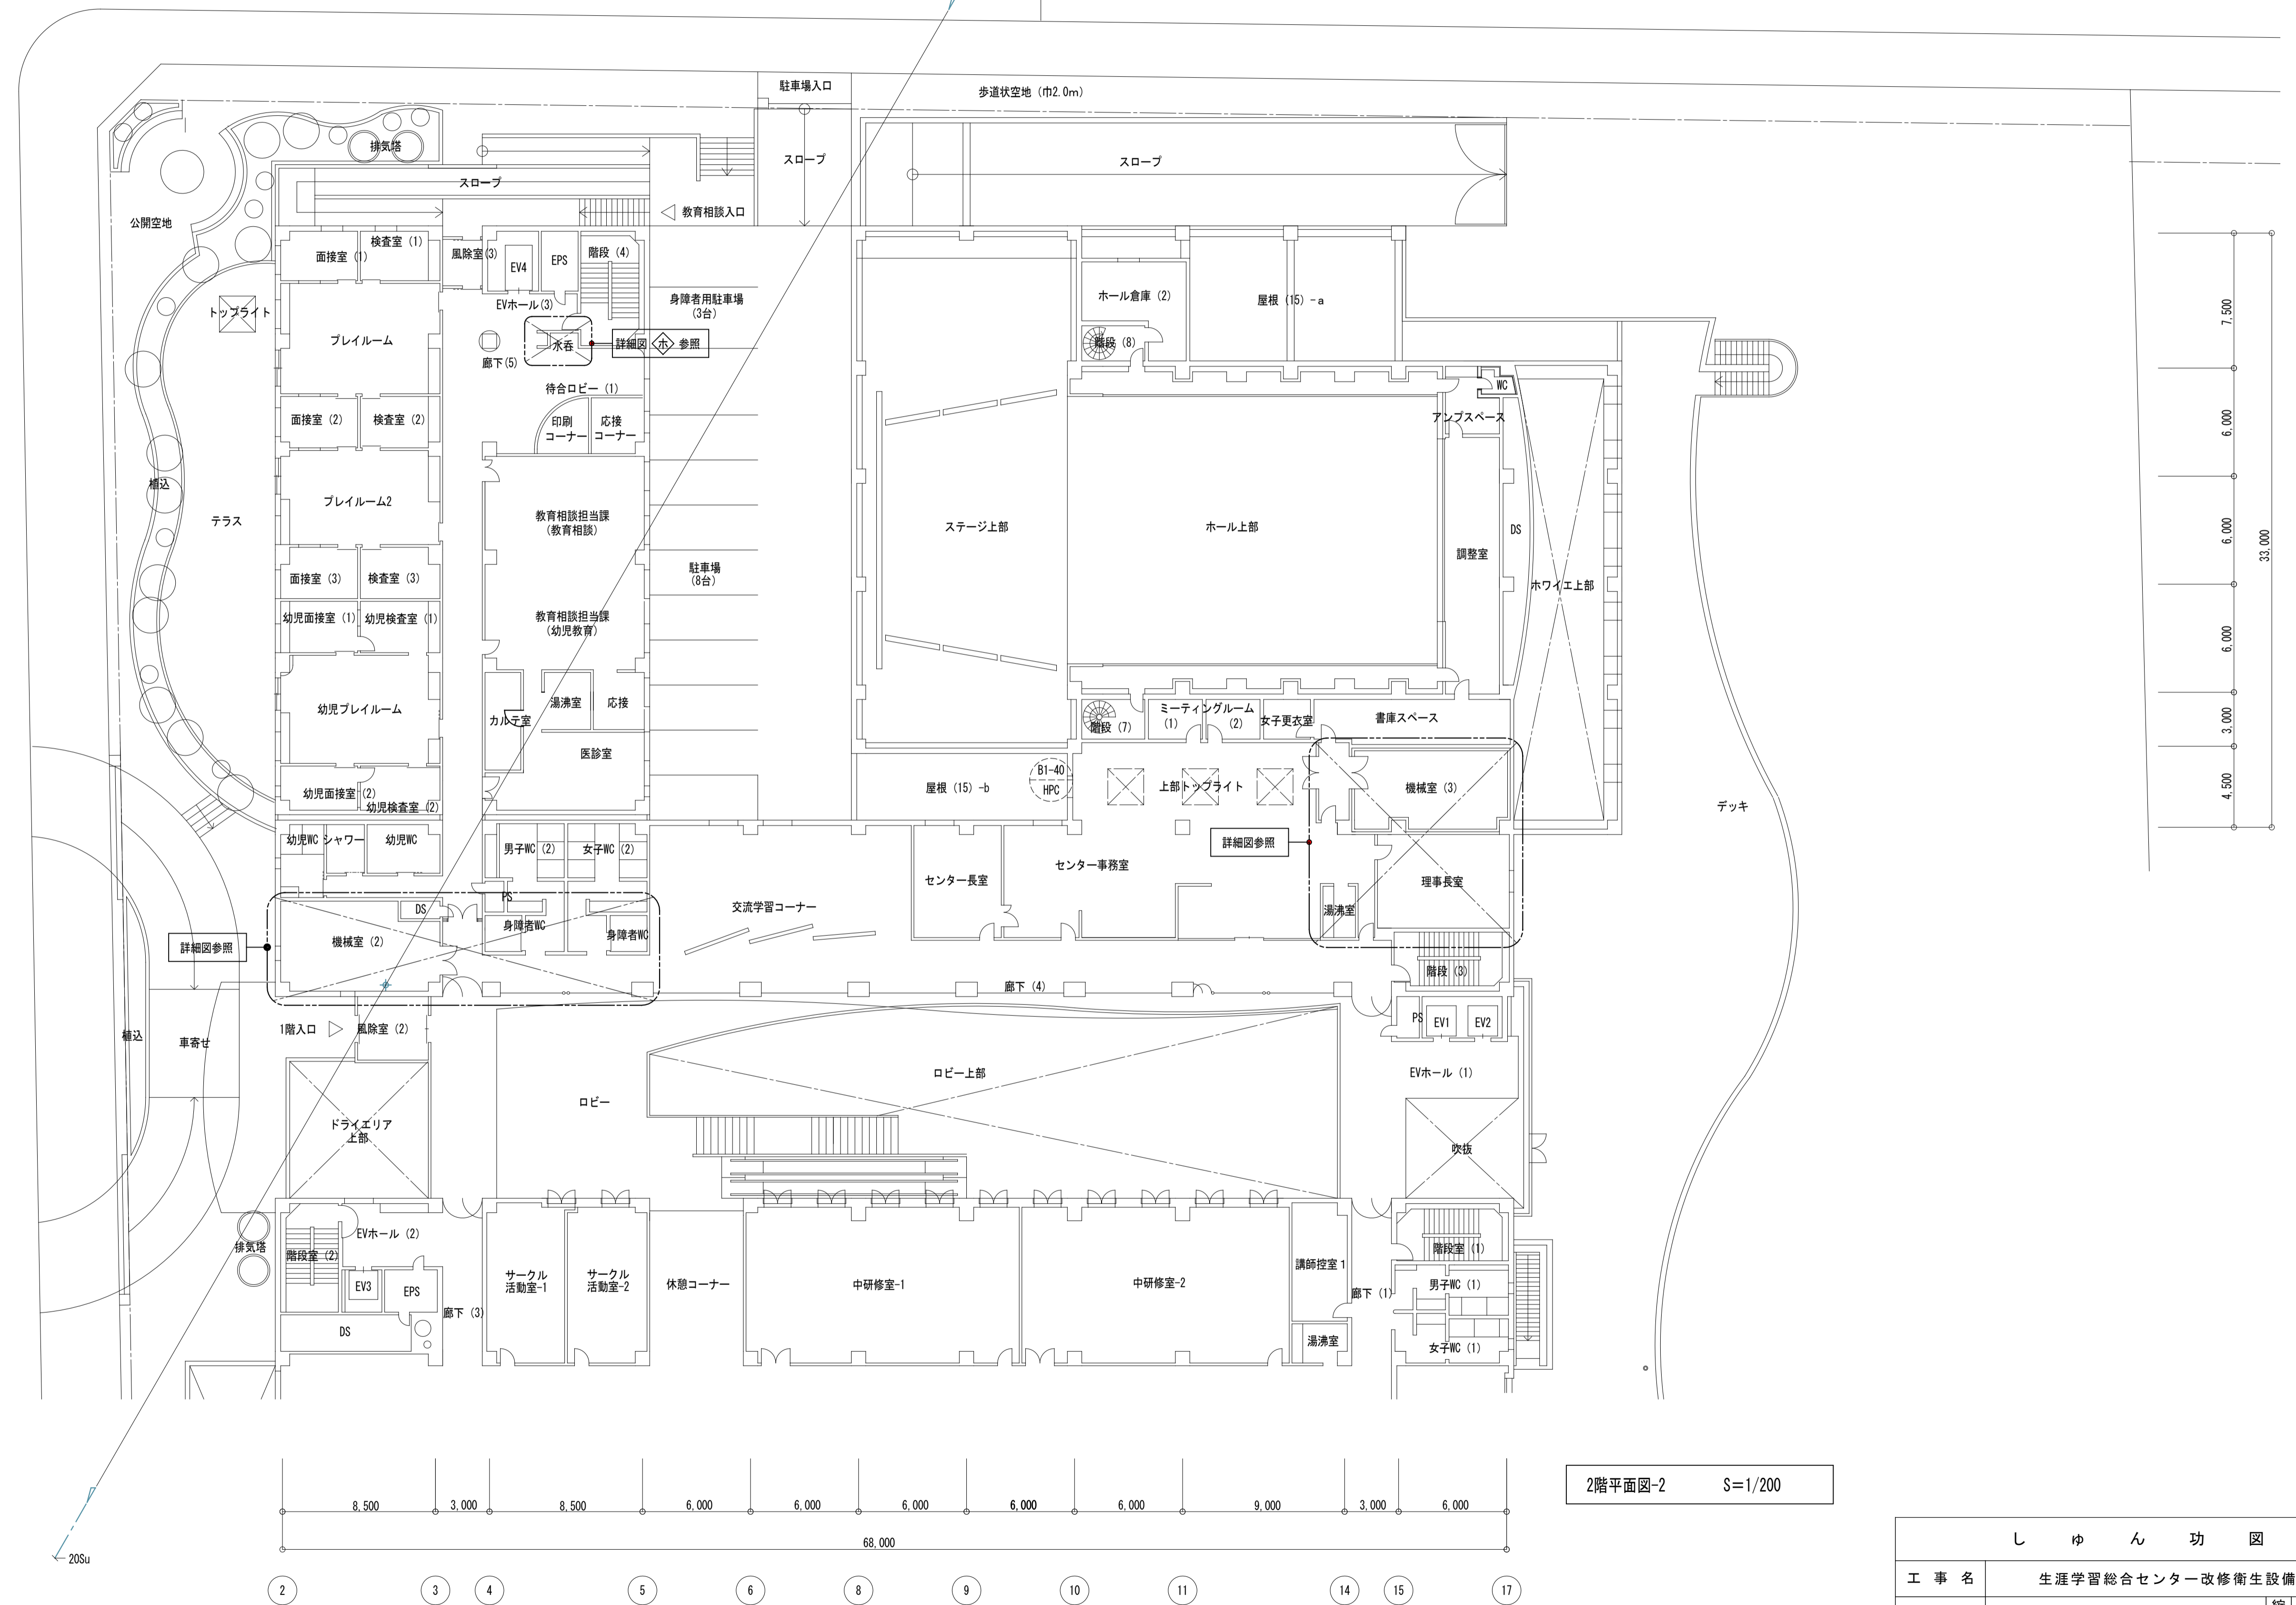 駐車場入口
歩道状空地（巾2.0m）
排気塔
スロープ
スロープ
スロープ
公開空地
教育相談入口
面接室（1）
検査室（1）
風除室(3)
EV4
EPS
階段（4）
EVホール(3)
身障者用駐車場
（3台）
ホール倉庫（2）
屋根（15）-a
7,500
トップライト
プレイルーム
水呑
詳細図 ホ 参照
階段（8）
廊下(5)
待合ロビー（1）
WC
面接室（2）
検査室（2）
印刷
コーナー
応接
コーナー
アンプスペース
6,000
植込
プレイルーム2
テラス
教育相談担当課
（教育相談）
ステージ上部
ホール上部
DS
調整室
6,000
33,000
駐車場
（8台）
面接室（3）
検査室（3）
ホワイエ上部
幼児面接室（1）
幼児検査室（1）
教育相談担当課
（幼児教育）
6,000
幼児プレイルーム
カルテ室
湯沸室
応接
階段（7）
ミーティングルーム
（1）
（2）
女子更衣室
書庫スペース
3,000
医診室
屋根（15）-b
B1-40
HPC
上部トップライト
機械室（3）
4,500
幼児面接室（2）
幼児検査室（2）
デッキ
幼児WC
シャワー
幼児WC
男子WC（2）
女子WC（2）
詳細図参照
センター長室
センター事務室
理事長室
PS
DS
交流学習コーナー
湯沸室
身障者WC
身障者WC
詳細図参照
機械室（2）
階段（3）
廊下（4）
植込
車寄せ
1階入口
風除室（2）
PS
EV1
EV2
ロビー上部
EVホール（1）
ロビー
ドライエリア
上部
吹抜
排気塔
階段室（2）
EVホール（2）
EV3
EPS
DS
廊下（3）
サークル
活動室-1
サークル
活動室-2
休憩コーナー
中研修室-1
中研修室-2
講師控室１
湯沸室
廊下（1）
階段室（1）
男子WC（1）
女子WC（1）
2階平面図-2 S＝1/200
8,500
3,000
8,500
6,000
6,000
6,000
6,000
6,000
9,000
3,000
6,000
68,000
20Su
2
3
4
5
6
8
9
10
11
14
15
17
しゅん功図
工事名
生涯学習総合センター改修衛生設備